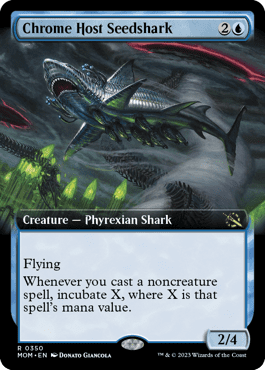 Chrome Host Seedshark 2
Creature — Phyrexian Shark
Flying
Whenever you cast a noncreature
spell, incubate X, where X is that
spell's mana value.
2/4
R 0350
MOM • EN Donato Giancola
™ & © 2023 Wizards of the Coast